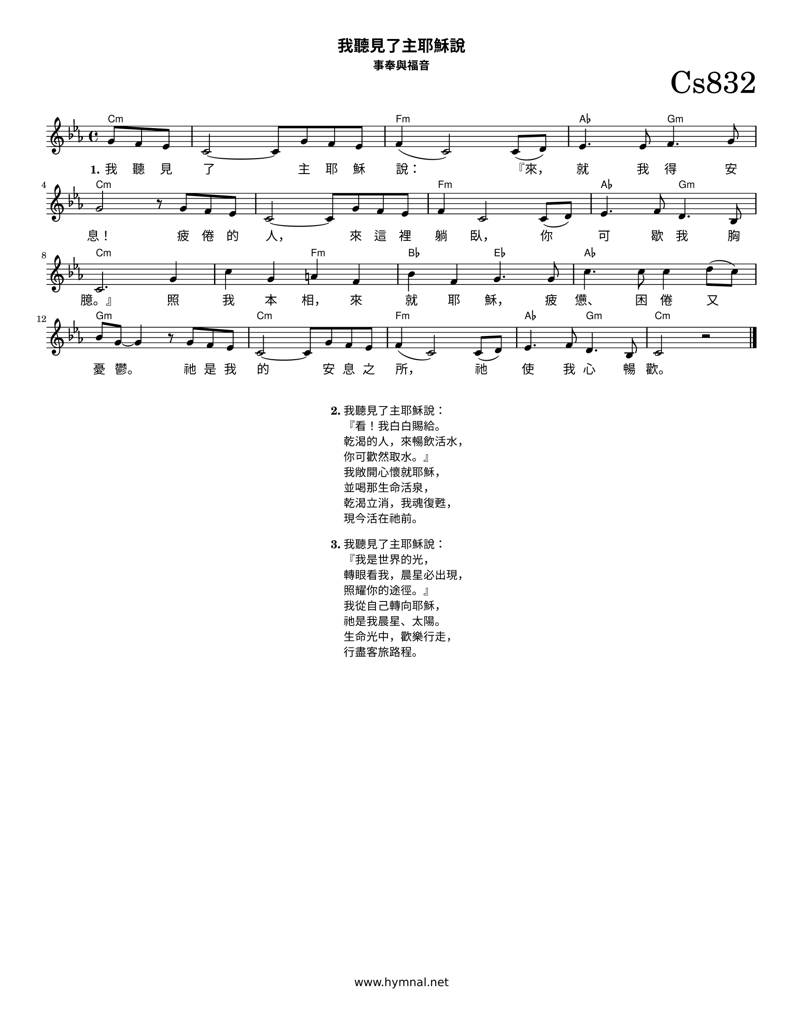 我聽見了主耶穌說
事奉與福音
Cs832
Cm Fm A♭ Gm
1. 我 聽 見 了 主 耶 穌 說： 『來， 就 我 得 安
4 Cm Fm A♭ Gm
息！ 疲 倦 的 人， 來 這 裡 躺 臥， 你 可 歇 我 胸
8 Cm Fm B♭ E♭ A♭
臆。』 照 我 本 相， 來 就 耶 穌， 疲 憊、 困 倦 又
12 Gm Cm Fm A♭ Gm Cm
憂 鬱。 祂 是 我 的 安 息 之 所， 祂 使 我 心 暢 歡。
2. 我聽見了主耶穌說：
『看！我白白賜給。
乾渴的人，來暢飲活水，
你可歡然取水。』
我敞開心懷就耶穌，
並喝那生命活泉，
乾渴立消，我魂復甦，
現今活在祂前。
3. 我聽見了主耶穌說：
『我是世界的光，
轉眼看我，晨星必出現，
照耀你的途徑。』
我從自己轉向耶穌，
祂是我晨星、太陽。
生命光中，歡樂行走，
行盡客旅路程。
www.hymnal.net